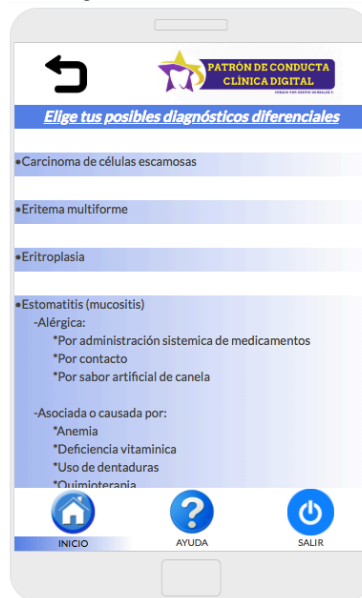 PATRÓN DE CONDUCTA
CLÍNICA DIGITAL
Elige tus posibles diagnósticos diferenciales
•Carcinoma de células escamosas
•Eritema multiforme
•Eritroplasia
•Estomatitis (mucositis)
-Alérgica:
*Por administración sistemica de medicamentos
*Por contacto
*Por sabor artificial de canela
-Asociada o causada por:
*Anemia
*Deficiencia vitaminica
*Uso de dentaduras
*Quimioterapia
INICIO
AYUDA
SALIR